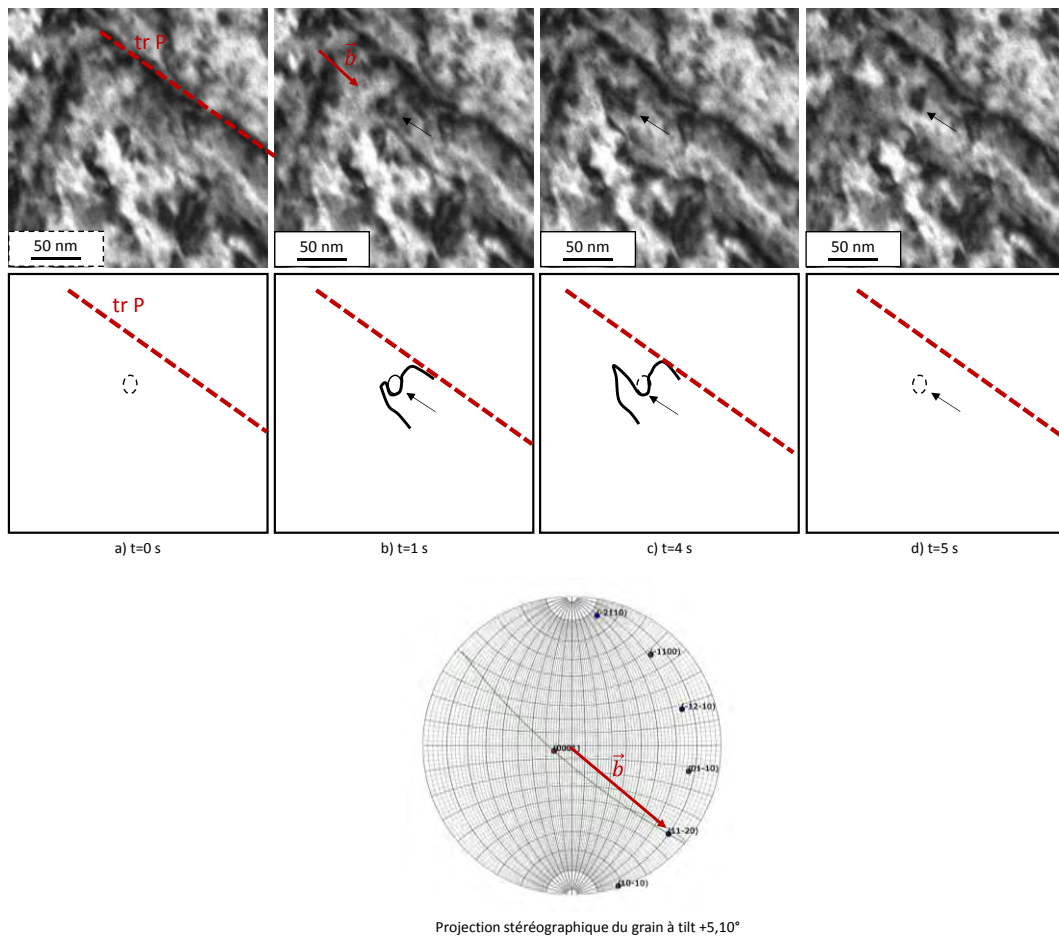 tr P
b
50 nm
50 nm
50 nm
50 nm
tr P
a) t=0 s
b) t=1 s
c) t=4 s
d) t=5 s
(-2110)
(-1100)
(-12-10)
(0001)
b
(01-10)
(11-20)
(10-10)
Projection stéréographique du grain à tilt +5,10°